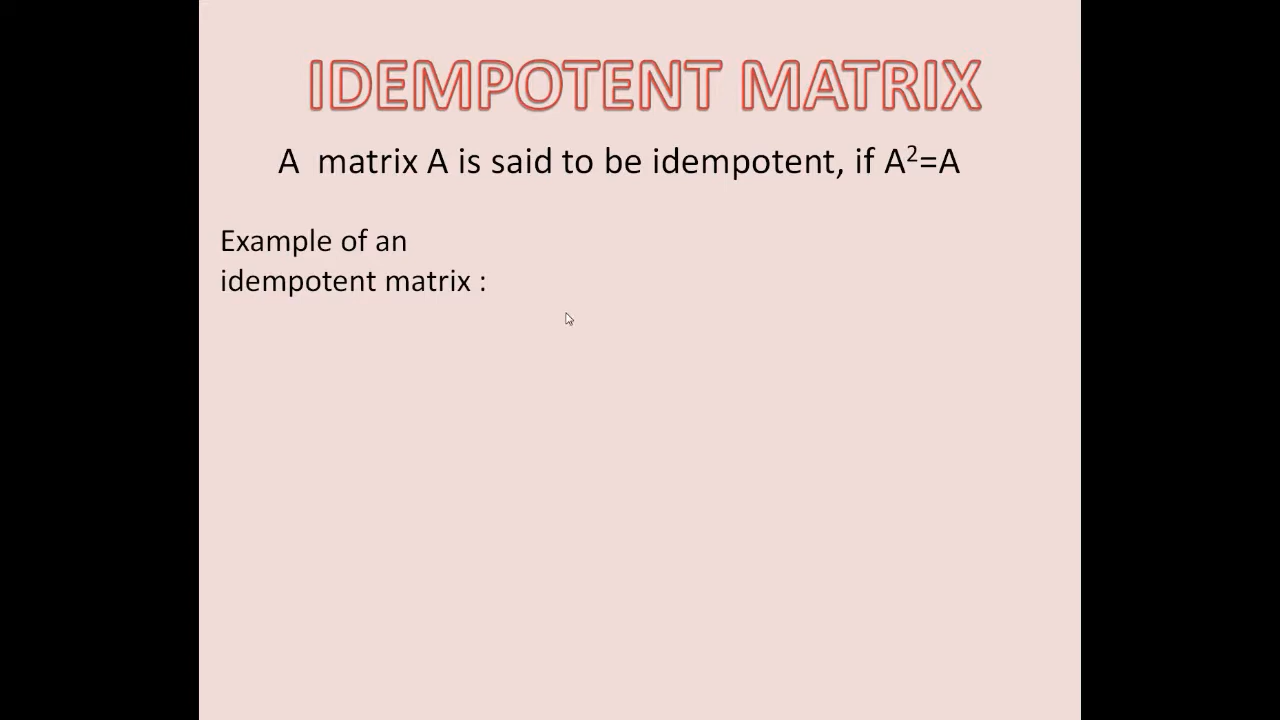 IDEMPOTENT MATRIX
A matrix A is said to be idempotent, if A²=A
Example of an
idempotent matrix :